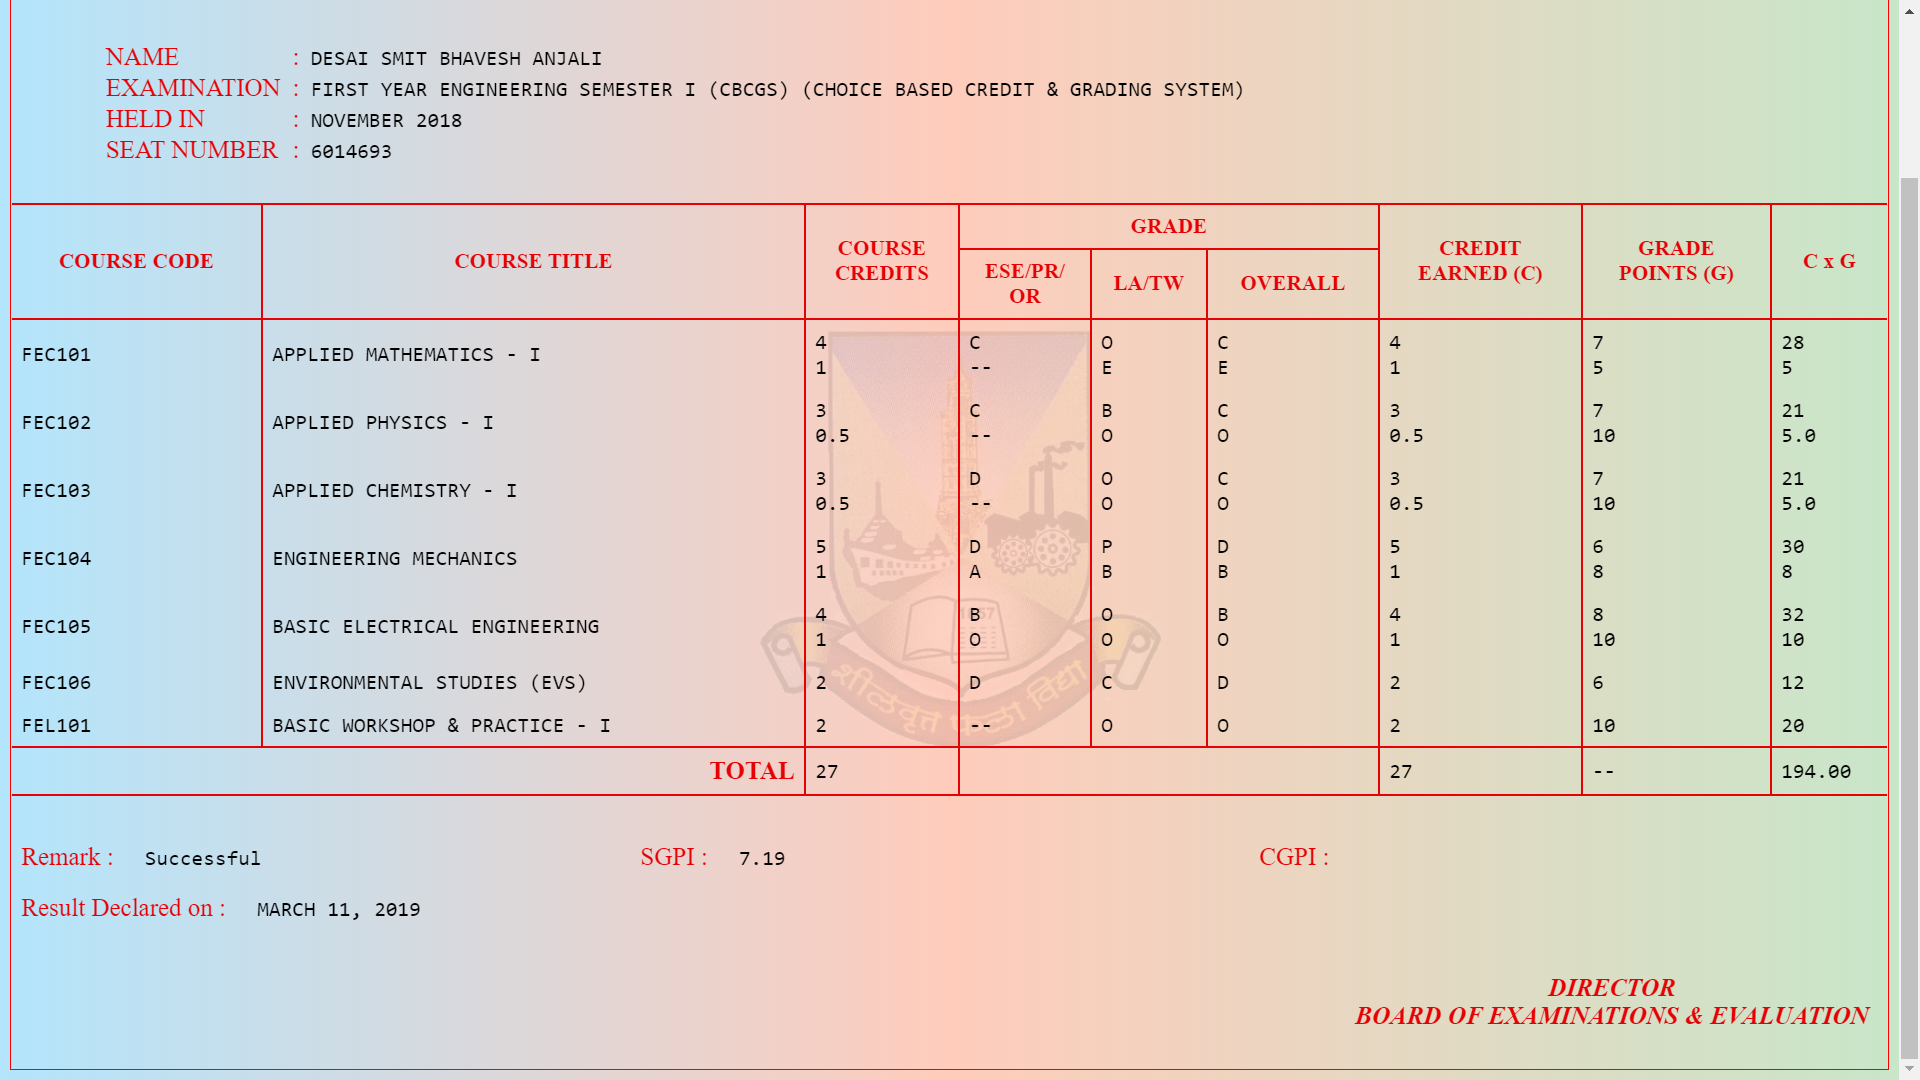 NAME : DESAI SMIT BHAVESH ANJALI
EXAMINATION : FIRST YEAR ENGINEERING SEMESTER I (CBCGS) (CHOICE BASED CREDIT & GRADING SYSTEM)
HELD IN : NOVEMBER 2018
SEAT NUMBER : 6014693
COURSE CODE COURSE TITLE COURSE CREDITS GRADE CREDIT EARNED (C) GRADE POINTS (G) C x G
ESE/PR/OR LA/TW OVERALL
FEC101 APPLIED MATHEMATICS - I 4 C O C 4 7 28
1 -- E E 1 5 5
FEC102 APPLIED PHYSICS - I 3 C B C 3 7 21
0.5 -- O O 0.5 10 5.0
FEC103 APPLIED CHEMISTRY - I 3 D O C 3 7 21
0.5 -- O O 0.5 10 5.0
FEC104 ENGINEERING MECHANICS 5 D P D 5 6 30
1 A B B 1 8 8
FEC105 BASIC ELECTRICAL ENGINEERING 4 B O B 4 8 32
1 O O O 1 10 10
FEC106 ENVIRONMENTAL STUDIES (EVS) 2 D C D 2 6 12
FEL101 BASIC WORKSHOP & PRACTICE - I 2 -- O O 2 10 20
TOTAL 27 27 -- 194.00
1857
शीलवृत्त फला विद्या
Remark : Successful SGPI : 7.19 CGPI :
Result Declared on : MARCH 11, 2019
DIRECTOR
BOARD OF EXAMINATIONS & EVALUATION